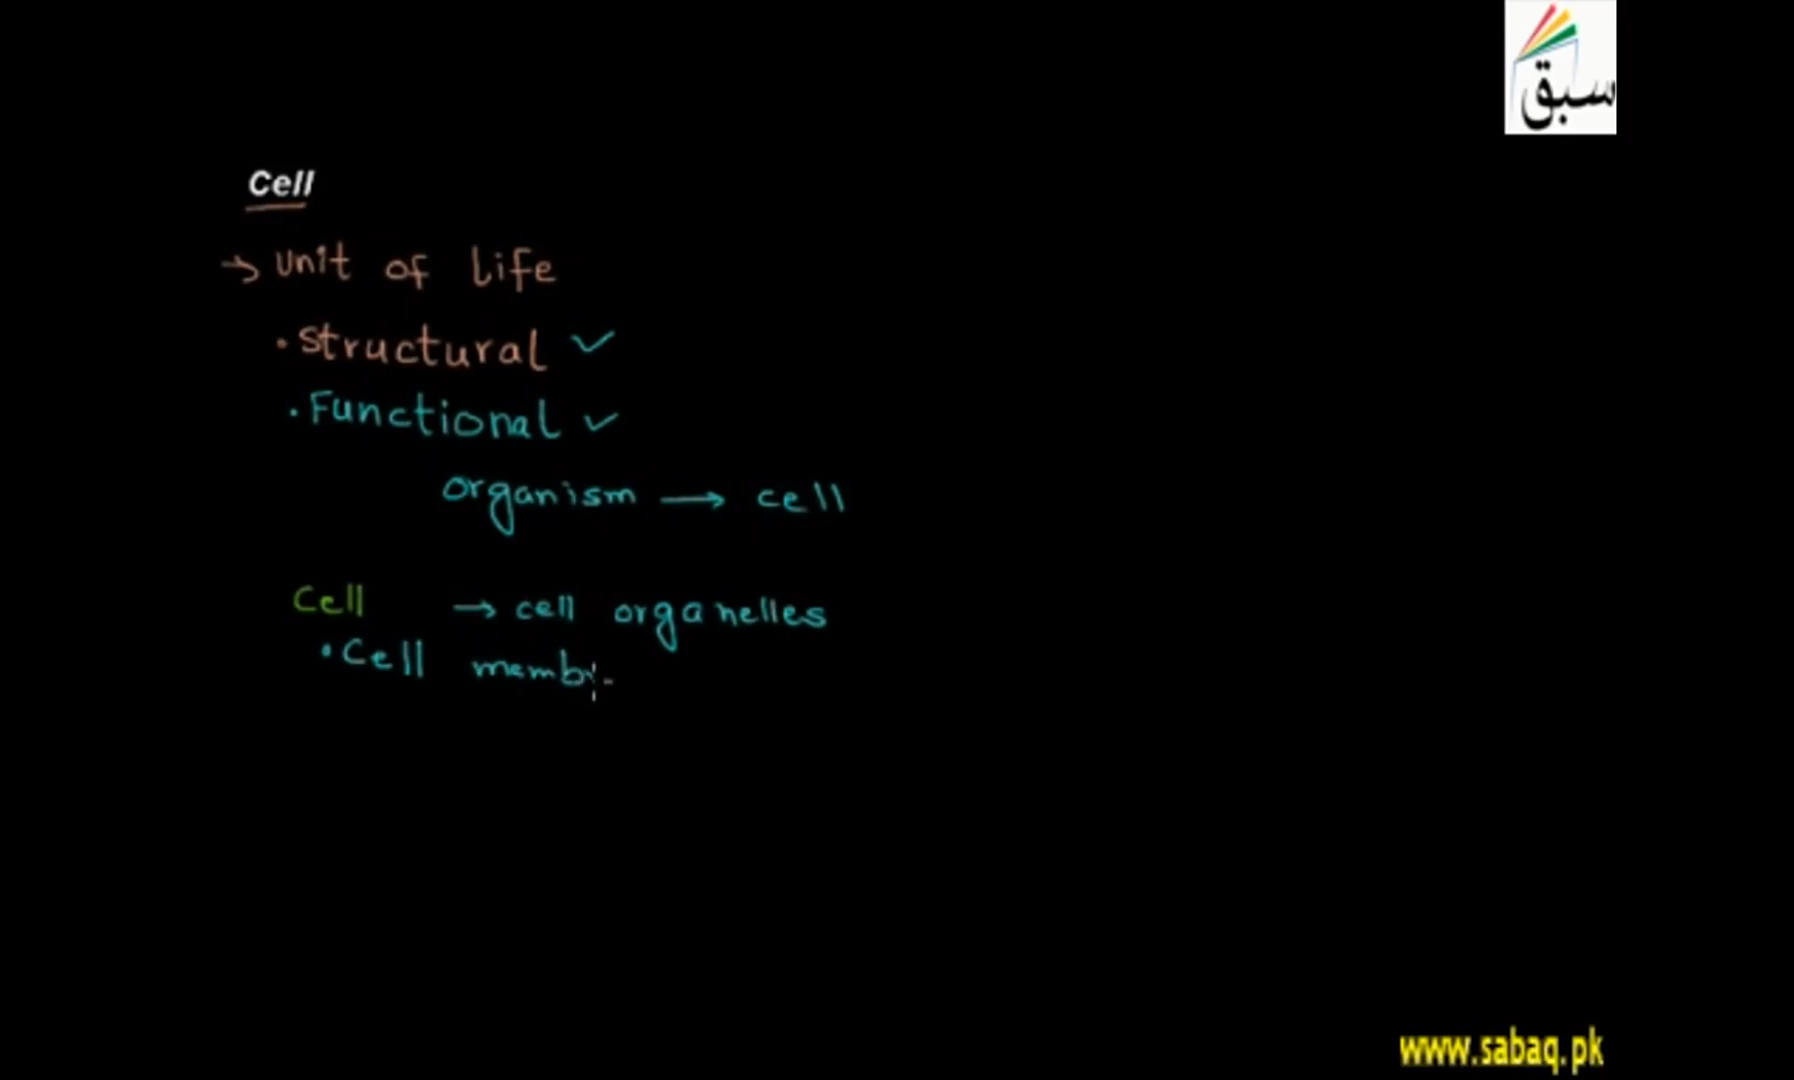 سبق
Cell
→ unit of life
• structural ✓
• Functional ✓
organism → cell
Cell → cell organelles
• Cell memb
www.sabaq.pk